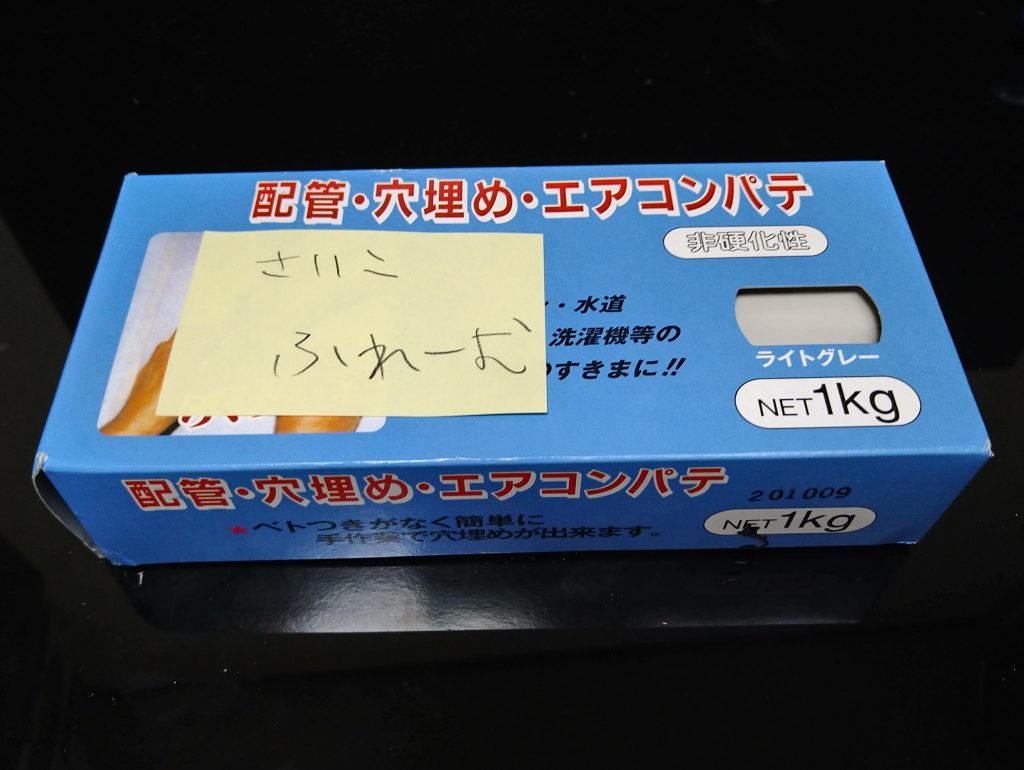 配管・穴埋め・エアコンパテ
非硬化性
さいこ
ふれーむ
・水道
洗濯機等の
すきまに!!
ライトグレー
NET1kg
配管・穴埋め・エアコンパテ
201009
★ベトつきがなく簡単に
手作業で穴埋めが出来ます。
NET1kg